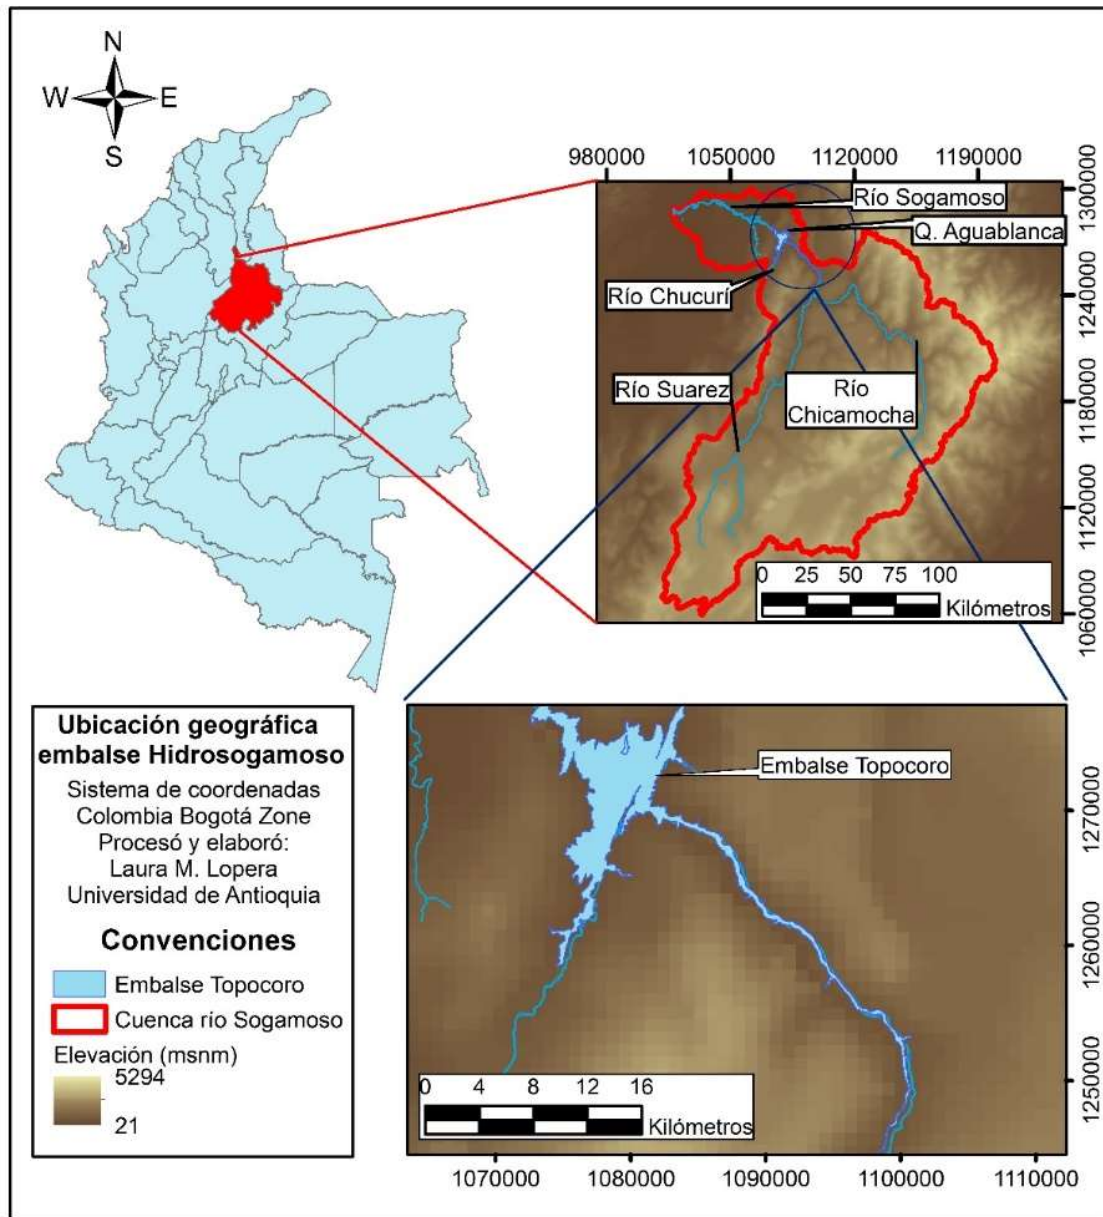 N
W E
S
980000 1050000 1120000 1190000
Río Sogamoso
Q. Aguablanca
Río Chucurí
Río Suarez
Río
Chicamocha
1300000
1240000
1180000
1120000
1060000
0 25 50 75 100
Kilómetros
Ubicación geográfica
embalse Hidrosogamoso
Sistema de coordenadas
Colombia Bogotá Zone
Procesó y elaboró:
Laura M. Lopera
Universidad de Antioquia
Convenciones
Embalse Topocoro
Cuenca río Sogamoso
Elevación (msnm)
5294
21
Embalse Topocoro
1270000
1260000
1250000
0 4 8 12 16
Kilómetros
1070000 1080000 1090000 1100000 1110000